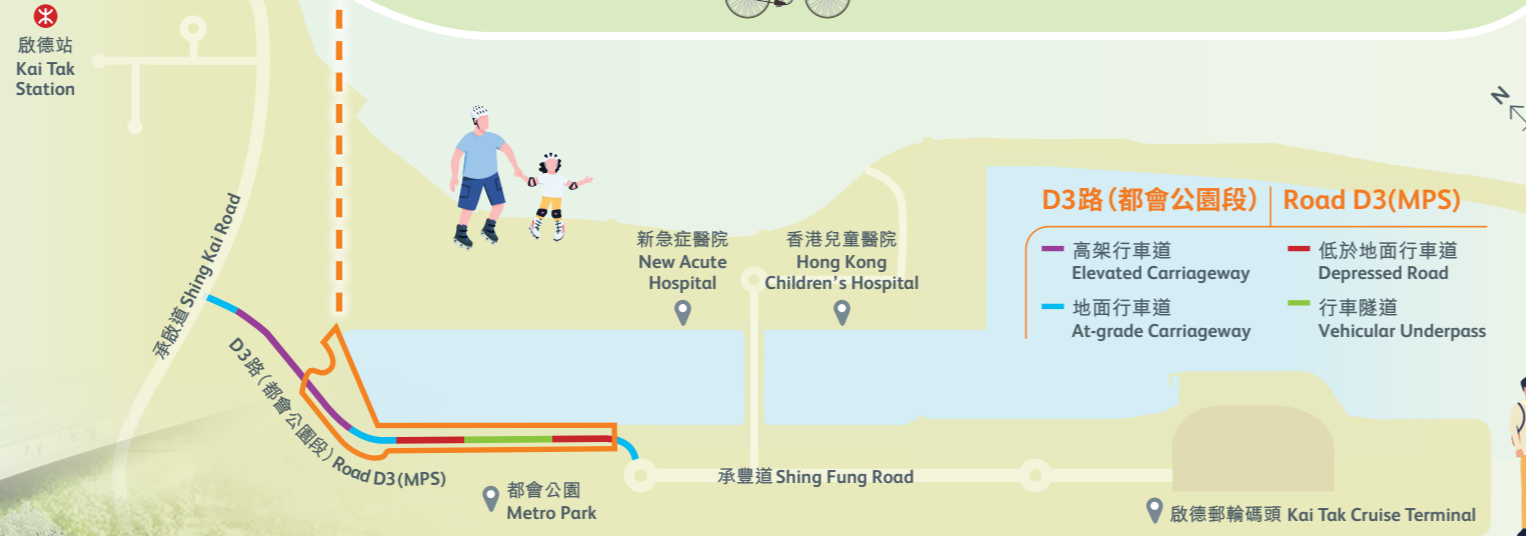 啟德站
Kai Tak
Station
N
承啟道 Shing Kai Road
D3路(都會公園段) Road D3(MPS)
新急症醫院
New Acute
Hospital
香港兒童醫院
Hong Kong
Children's Hospital
D3路(都會公園段) Road D3(MPS)
高架行車道
Elevated Carriageway
低於地面行車道
Depressed Road
地面行車道
At-grade Carriageway
行車隧道
Vehicular Underpass
都會公園
Metro Park
承豐道 Shing Fung Road
啟德郵輪碼頭 Kai Tak Cruise Terminal